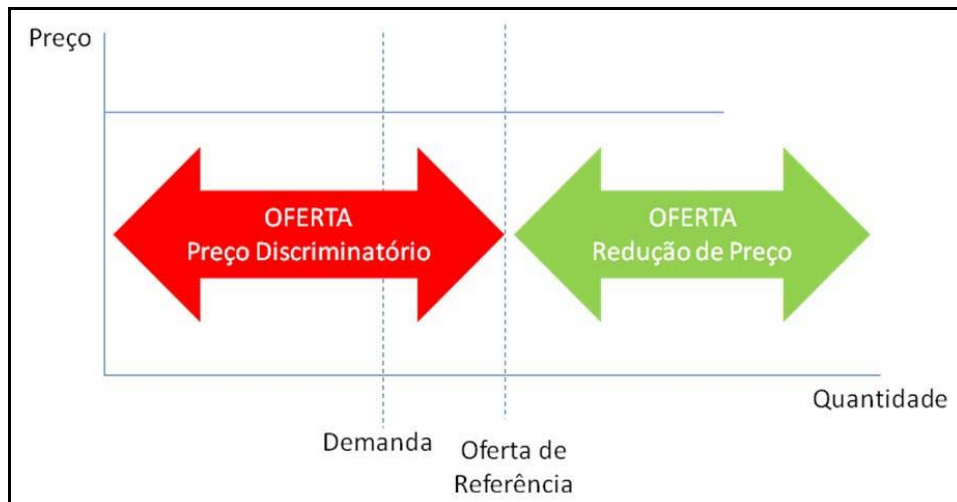 Preço
OFERTA
Preço Discriminatório
OFERTA
Redução de Preço
Quantidade
Demanda
Oferta de
Referência